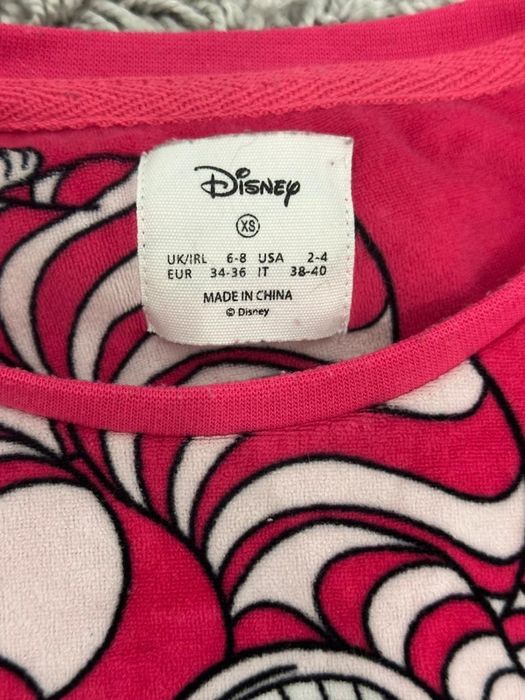 Disney
XS
UK/IRL 6-8 USA 2-4
EUR 34-36 IT 38-40
MADE IN CHINA
© Disney